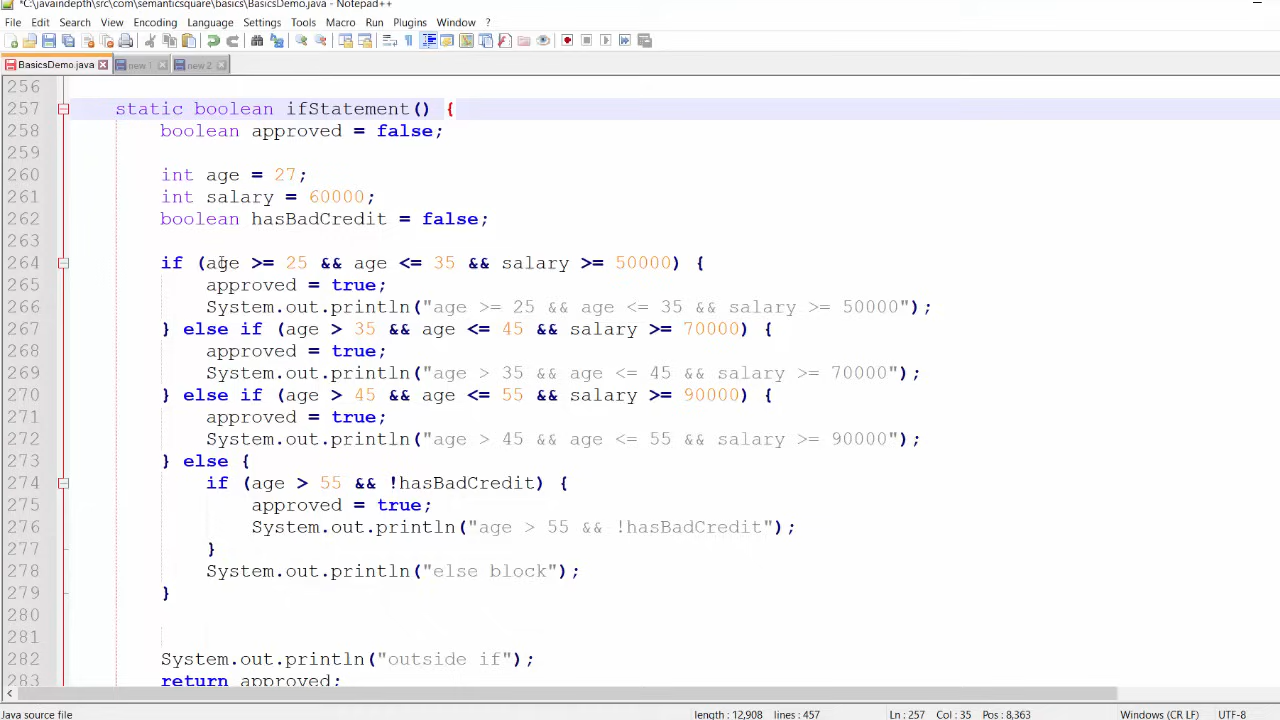 *C:\javaindepth\src\com\semanticsquare\basics\BasicsDemo.java - Notepad++
File Edit Search View Encoding Language Settings Tools Macro Run Plugins Window ?
BasicsDemo.java new 1 new 2
256
257 static boolean ifStatement() {
258 boolean approved = false;
259
260 int age = 27;
261 int salary = 60000;
262 boolean hasBadCredit = false;
263
264 if (age >= 25 && age <= 35 && salary >= 50000) {
265 approved = true;
266 System.out.println("age >= 25 && age <= 35 && salary >= 50000");
267 } else if (age > 35 && age <= 45 && salary >= 70000) {
268 approved = true;
269 System.out.println("age > 35 && age <= 45 && salary >= 70000");
270 } else if (age > 45 && age <= 55 && salary >= 90000) {
271 approved = true;
272 System.out.println("age > 45 && age <= 55 && salary >= 90000");
273 } else {
274 if (age > 55 && !hasBadCredit) {
275 approved = true;
276 System.out.println("age > 55 && !hasBadCredit");
277 }
278 System.out.println("else block");
279 }
280
281
282 System.out.println("outside if");
283 return approved;
Java source file length : 12,908 lines : 457 Ln : 257 Col : 35 Pos : 8,363 Windows (CR LF) UTF-8